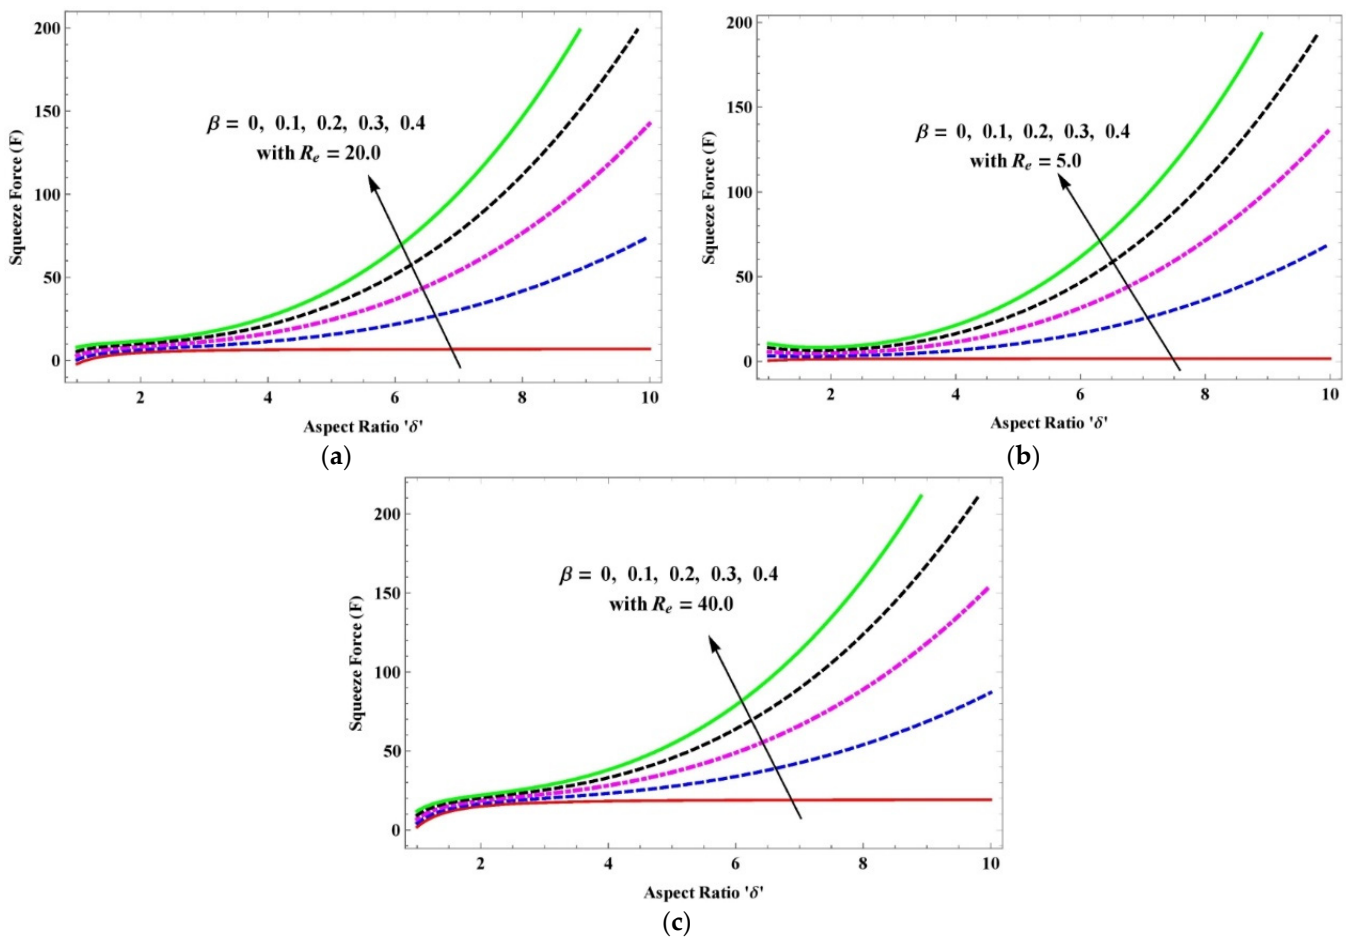 200
150
100
50
0
Squeeze Force (F)
β = 0, 0.1, 0.2, 0.3, 0.4
with Re = 20.0
2 4 6 8 10
Aspect Ratio 'δ'
(a)
200
150
100
50
0
Squeeze Force (F)
β = 0, 0.1, 0.2, 0.3, 0.4
with Re = 5.0
2 4 6 8 10
Aspect Ratio 'δ'
(b)
200
150
100
50
0
Squeeze Force (F)
β = 0, 0.1, 0.2, 0.3, 0.4
with Re = 40.0
2 4 6 8 10
Aspect Ratio 'δ'
(c)